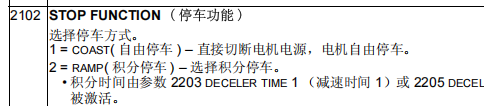 2102 STOP FUNCTION（停车功能）
选择停车方式。
1 = COAST( 自由停车 ) – 直接切断电机电源，电机自由停车。
2 = RAMP( 积分停车 ) – 选择积分停车。
• 积分时间由参数 2203 DECELER TIME 1 （减速时间 1）或 2205 DECEL
被激活。